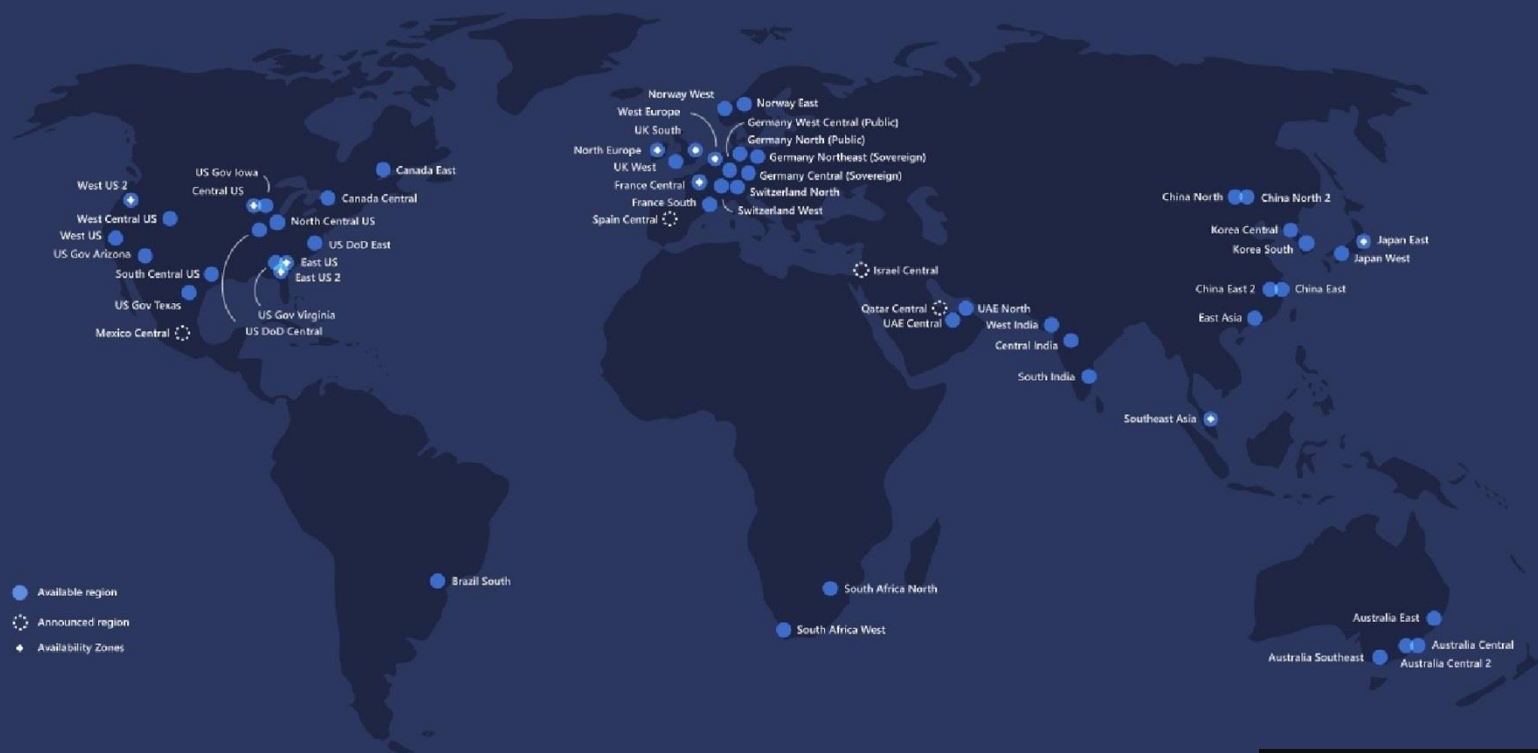 Norway West
Norway East
West Europe
Germany West Central (Public)
UK South
Germany North (Public)
North Europe
Germany Northeast (Sovereign)
UK West
Germany Central (Sovereign)
France Central
Switzerland North
France South
Switzerland West
Spain Central
Canada East
US Gov Iowa
West US 2
Central US
Canada Central
West Central US
North Central US
West US
US DoD East
US Gov Arizona
East US
South Central US
East US 2
US Gov Texas
US Gov Virginia
Mexico Central
US DoD Central
China North
China North 2
Korea Central
Korea South
Japan East
Japan West
Israel Central
China East 2
China East
Qatar Central
UAE North
UAE Central
West India
East Asia
Central India
South India
Southeast Asia
Brazil South
South Africa North
South Africa West
Australia East
Australia Central
Australia Southeast
Australia Central 2
Available region
Announced region
Availability Zones